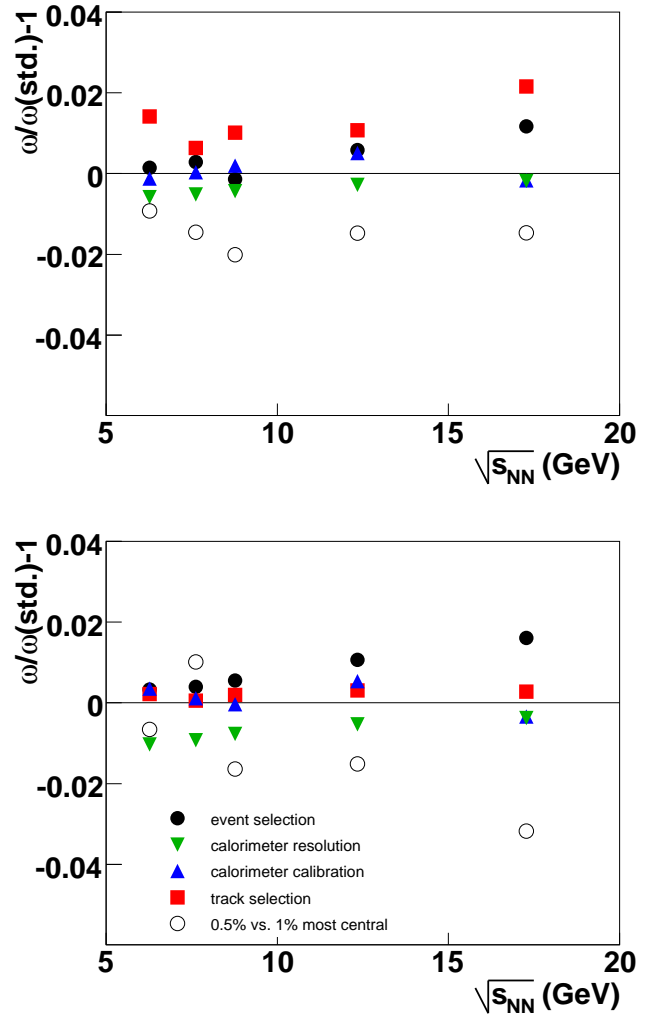 ω/ω(std.)-1
0.04
0.02
0
-0.02
-0.04
5 10 15 20
√sNN (GeV)
ω/ω(std.)-1
0.04
0.02
0
-0.02
-0.04
event selection
calorimeter resolution
calorimeter calibration
track selection
0.5% vs. 1% most central
5 10 15 20
√sNN (GeV)